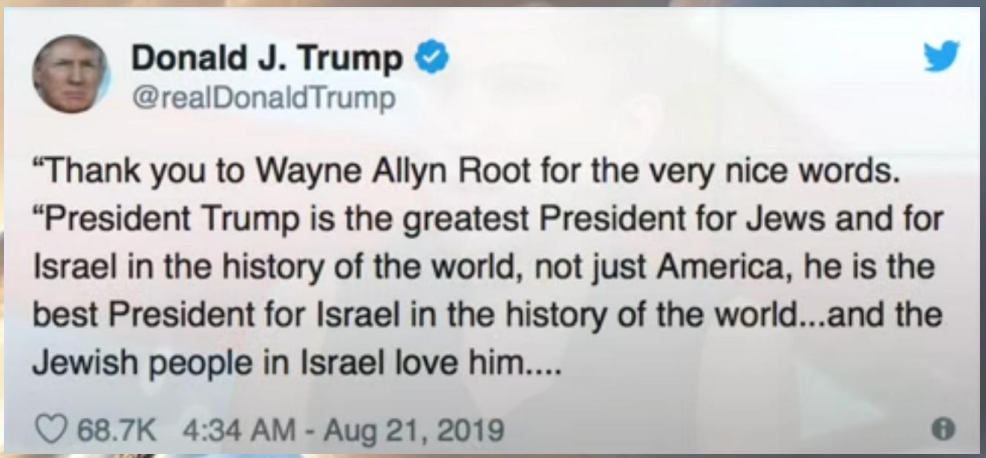 Donald J. Trump
@realDonaldTrump
“Thank you to Wayne Allyn Root for the very nice words.
“President Trump is the greatest President for Jews and for
Israel in the history of the world, not just America, he is the
best President for Israel in the history of the world...and the
Jewish people in Israel love him....
68.7K 4:34 AM - Aug 21, 2019